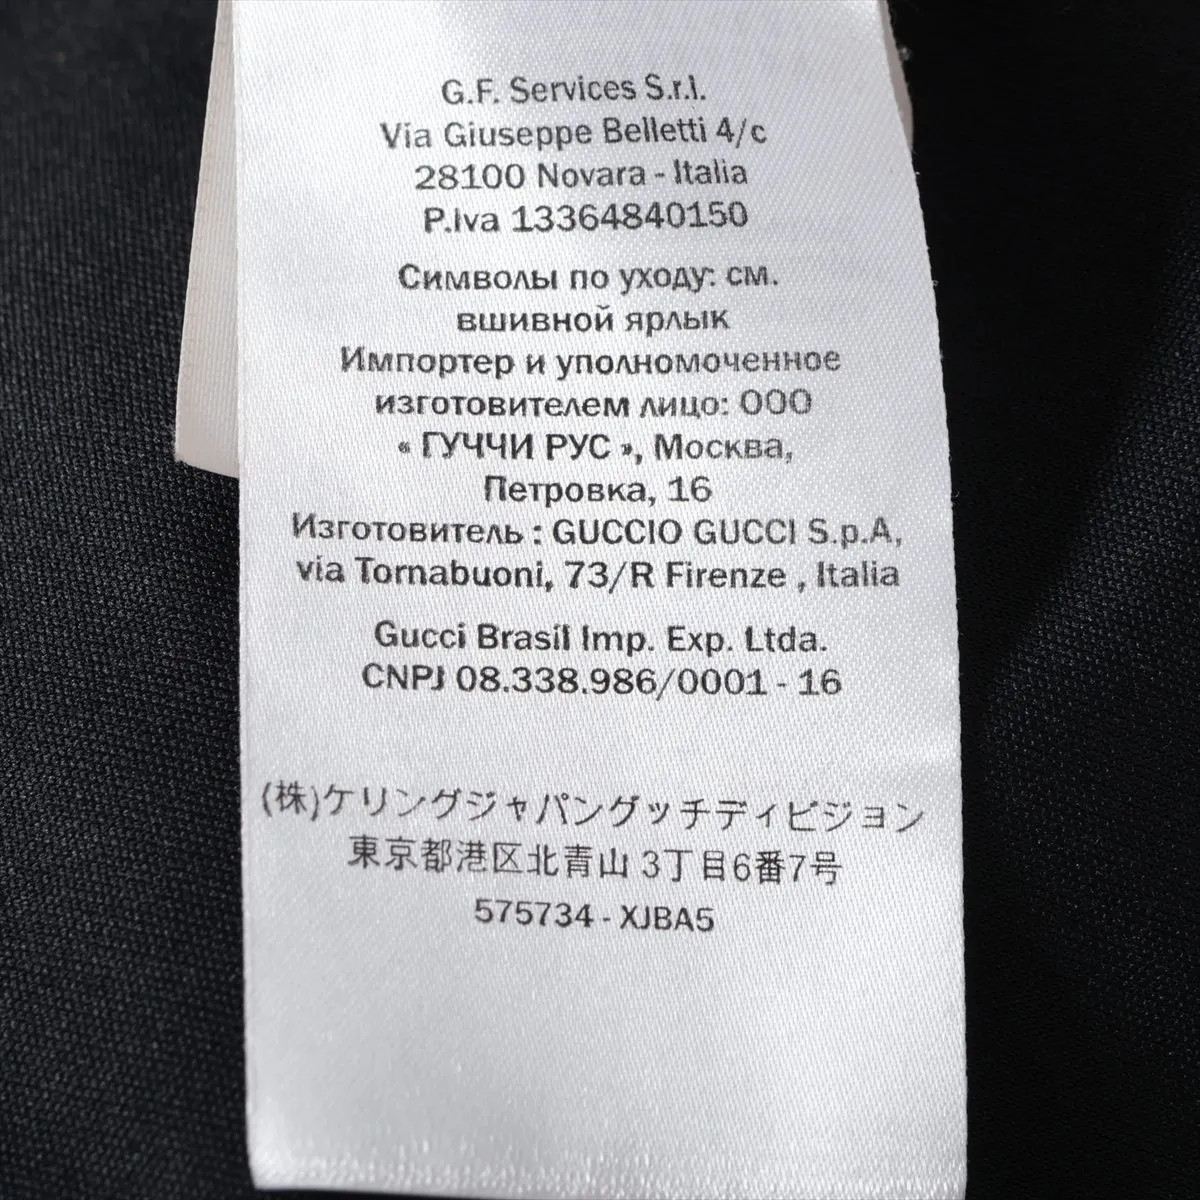 G.F. Services S.r.l.
Via Giuseppe Belletti 4/c
28100 Novara - Italia
P.Iva 13364840150
Символы по уходу: см.
вшивной ярлык
Импортер и уполномоченное
изготовителем лицо: ООО
« ГУЧЧИ РУС », Москва,
Петровка, 16
Изготовитель : GUCCIO GUCCI S.p.A,
via Tornabuoni, 73/R Firenze , Italia
Gucci Brasil Imp. Exp. Ltda.
CNPJ 08.338.986/0001 - 16
(株)ケリングジャパングッチディビジョン
東京都港区北青山 3丁目6番7号
575734 - XJBA5